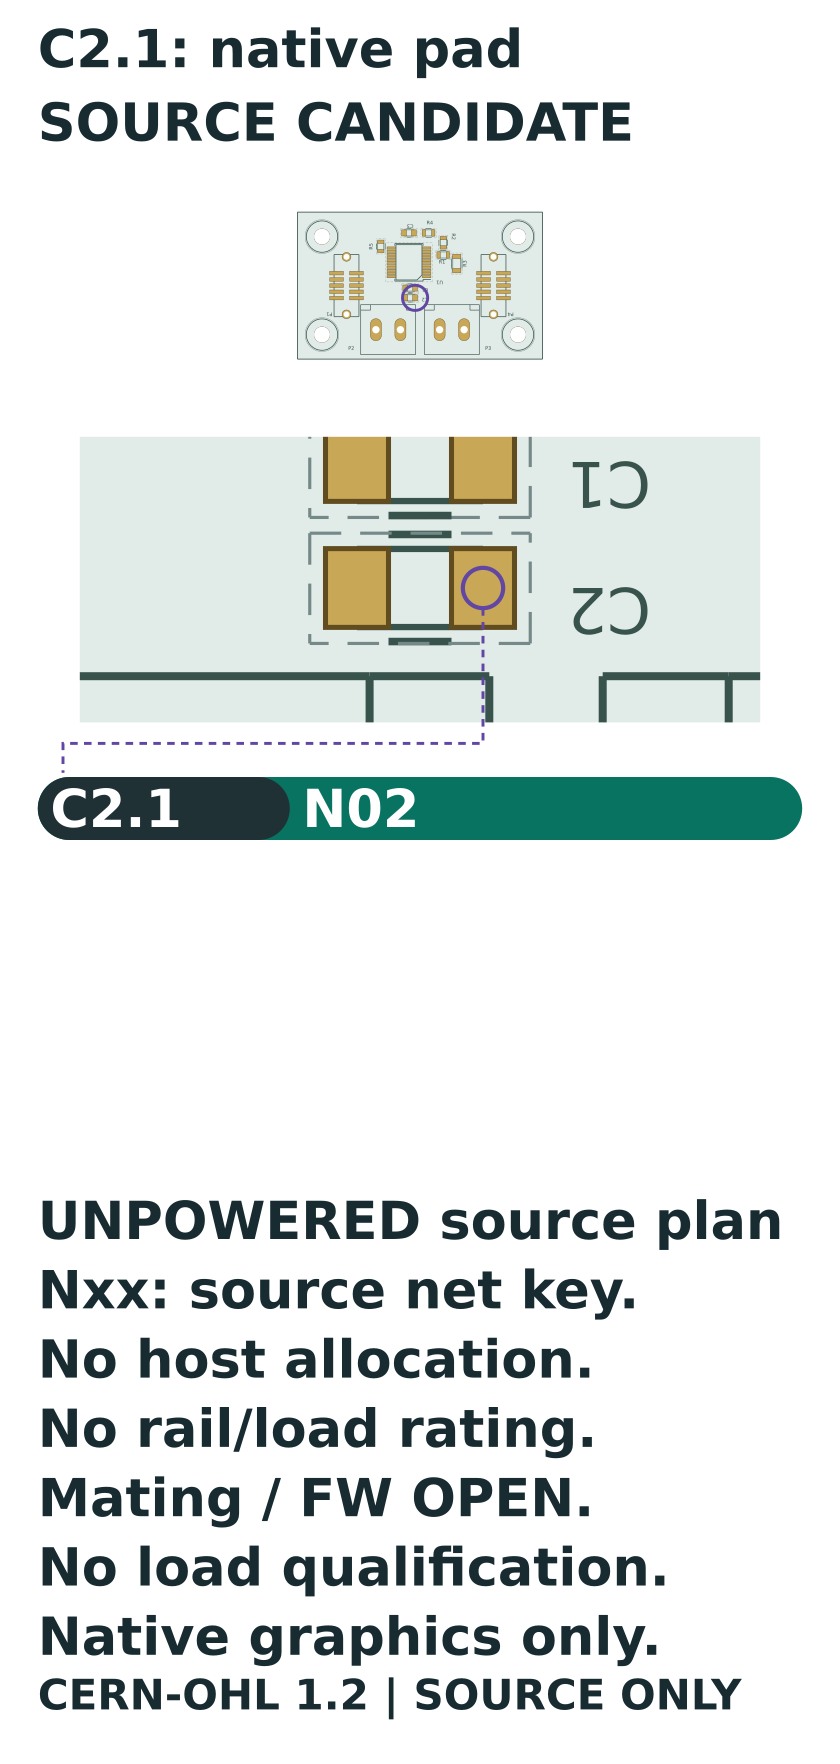 C2.1: native pad
SOURCE CANDIDATE
C1
C2
C2.1 N02
UNPOWERED source plan
Nxx: source net key.
No host allocation.
No rail/load rating.
Mating / FW OPEN.
No load qualification.
Native graphics only.
CERN-OHL 1.2 | SOURCE ONLY